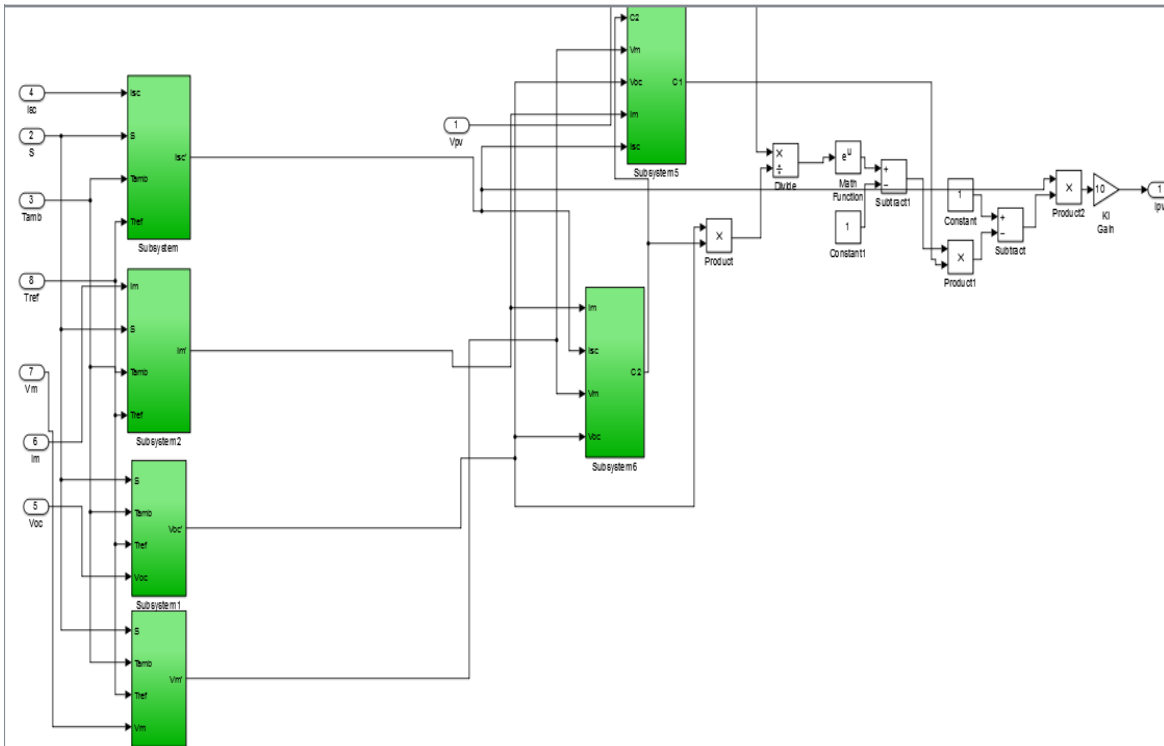 4
Isc
2
S
3
Tamb
8
Tref
7
Vm
6
Im
5
Voc
Isc
S
Tamb
Tref
Isc'
Subsystem
Im
S
Tamb
Tref
Im'
Subsystem2
S
Tamb
Tref
Voc
Voc'
Subsystem1
S
Tamb
Tref
Vm
Vm'
1
Vpv
C2
Vm
Voc
Im
Isc
C1
Subsystem5
Im
Isc
Vm
Voc
C2
Subsystem6
×
Product
×
÷
Divide
e^u
Math
Function
1
Constant1
+
−
Subtract1
1
Constant
×
Product1
+
−
Subtract
×
Product2
10
KI
Gain
1
Ipv